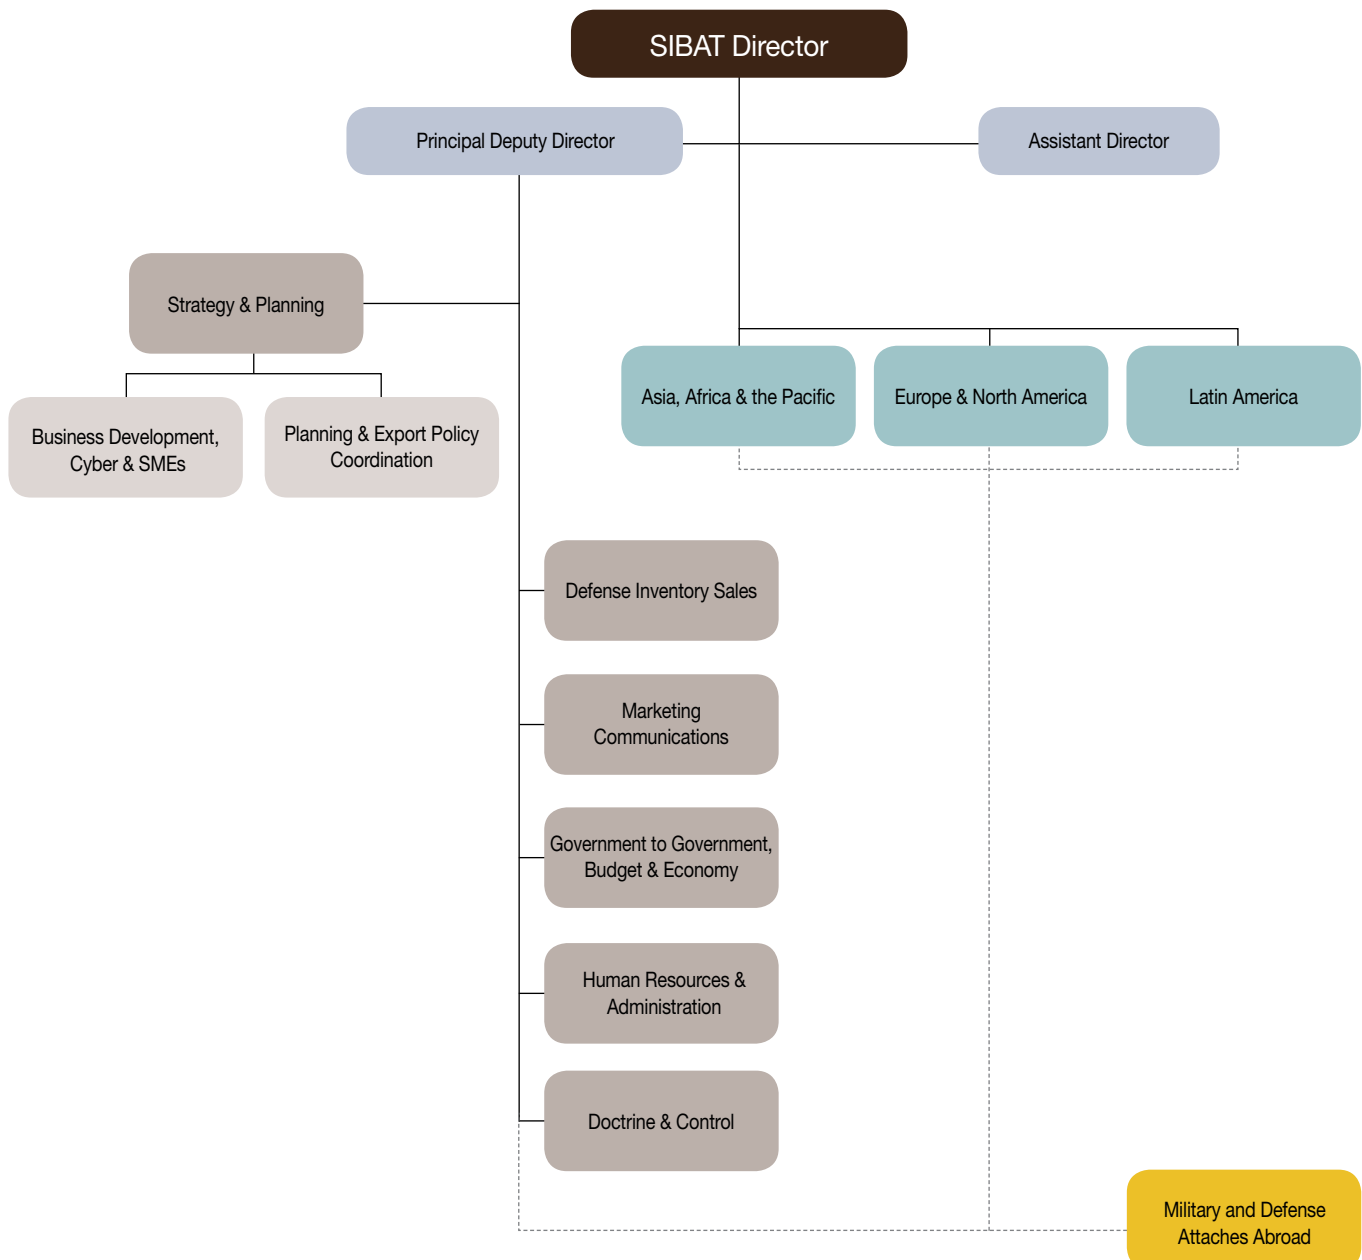 SIBAT Director
Principal Deputy Director
Assistant Director
Strategy & Planning
Business Development,
Cyber & SMEs
Planning & Export Policy
Coordination
Asia, Africa & the Pacific
Europe & North America
Latin America
Defense Inventory Sales
Marketing
Communications
Government to Government,
Budget & Economy
Human Resources &
Administration
Doctrine & Control
Military and Defense
Attaches Abroad